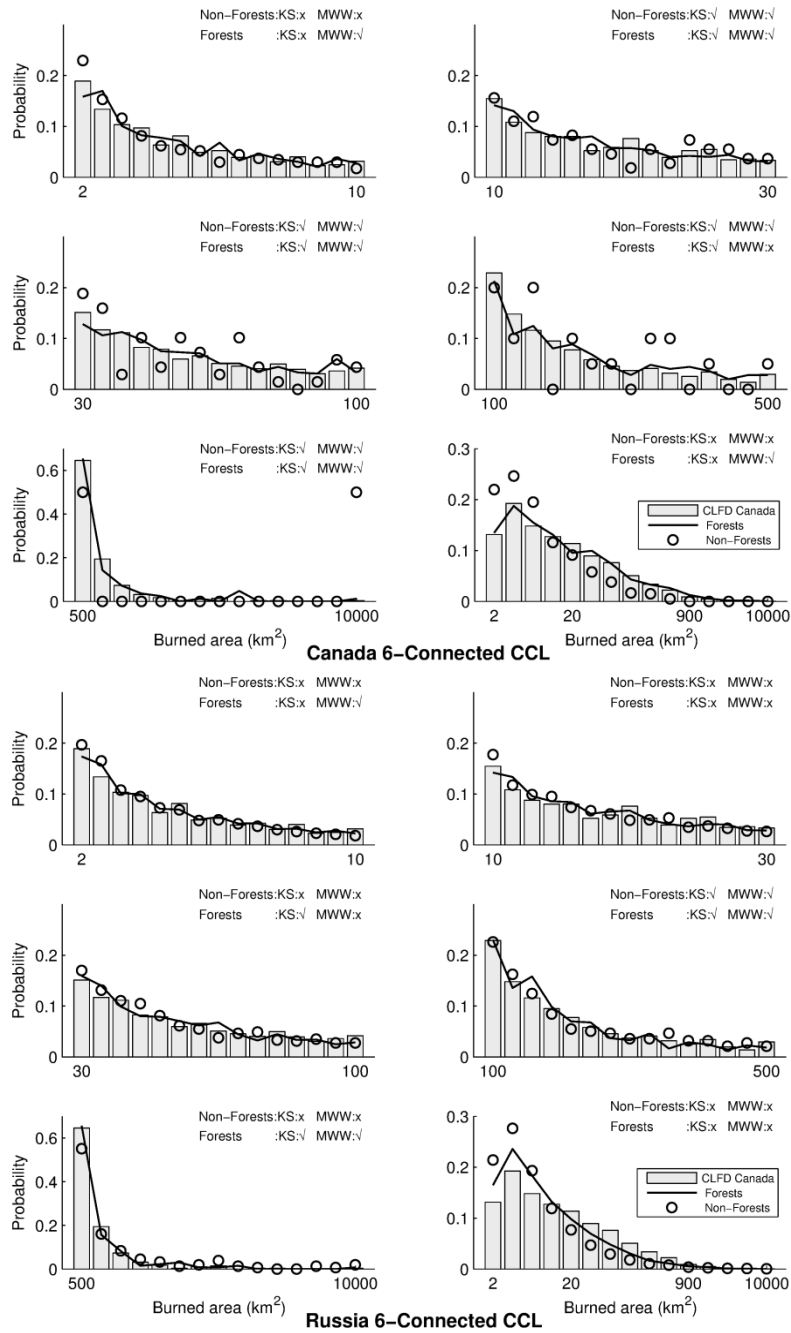 Non−Forests:KS:x MWW:x
Forests :KS:x MWW:√
Probability
0.2
0.1
0
2
10
Non−Forests:KS:√ MWW:√
Forests :KS:√ MWW:√
0.2
0.1
0
10
30
Non−Forests:KS:√ MWW:√
Forests :KS:√ MWW:√
Probability
0.2
0.1
0
30
100
Non−Forests:KS:√ MWW:√
Forests :KS:√ MWW:x
0.2
0.1
0
100
500
Non−Forests:KS:√ MWW:√
Forests :KS:√ MWW:√
Probability
0.6
0.4
0.2
0
500
10000
Burned area (km²)
Non−Forests:KS:x MWW:x
Forests :KS:x MWW:√
0.3
0.2
0.1
0
CLFD Canada
Forests
Non−Forests
2
20
900
10000
Burned area (km²)
Canada 6−Connected CCL
Non−Forests:KS:x MWW:x
Forests :KS:x MWW:√
Probability
0.2
0.1
0
2
10
Non−Forests:KS:x MWW:x
Forests :KS:x MWW:x
0.2
0.1
0
10
30
Non−Forests:KS:x MWW:x
Forests :KS:√ MWW:x
Probability
0.2
0.1
0
30
100
Non−Forests:KS:√ MWW:√
Forests :KS:√ MWW:√
0.2
0.1
0
100
500
Non−Forests:KS:x MWW:x
Forests :KS:√ MWW:√
Probability
0.6
0.4
0.2
0
500
10000
Burned area (km²)
Non−Forests:KS:x MWW:x
Forests :KS:x MWW:x
0.3
0.2
0.1
0
CLFD Canada
Forests
Non−Forests
2
20
900
10000
Burned area (km²)
Russia 6−Connected CCL